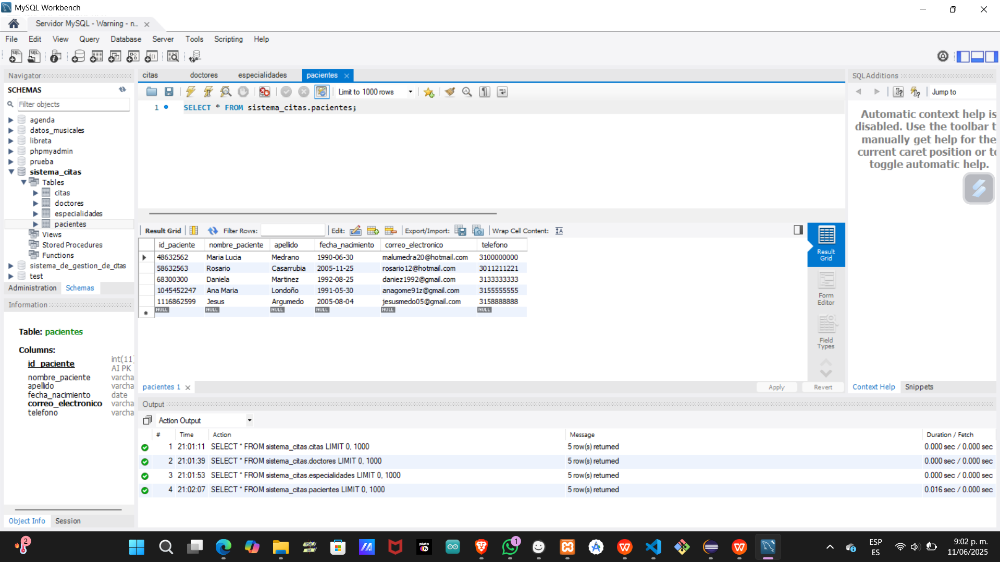 MySQL Workbench
Servidor MySQL - Warning - n...
File Edit View Query Database Server Tools Scripting Help
Navigator
SCHEMAS
Filter objects
agenda
datos_musicales
libreta
phpmyadmin
prueba
sistema_citas
Tables
citas
doctores
especialidades
pacientes
Views
Stored Procedures
Functions
sistema_de_gestion_de_citas
test
Administration Schemas
Information
Table: pacientes
Columns:
id_paciente int(11)
AI PK
nombre_paciente varcha
apellido varcha
fecha_nacimiento date
correo_electronico varcha
telefono varcha
Object Info Session
citas doctores especialidades pacientes
Limit to 1000 rows
1 SELECT * FROM sistema_citas.pacientes;
Result Grid Filter Rows: Edit: Export/Import: Wrap Cell Content:
id_paciente nombre_paciente apellido fecha_nacimiento correo_electronico telefono
48632562 Maria Lucia Medrano 1990-06-30 malumedra20@hotmail.com 3100000000
58632563 Rosario Casarrubia 2005-11-25 rosario12@hotmail.com 3011211221
68300300 Daniela Martinez 1992-08-25 daniez1992@gmail.com 3133333333
1045452247 Ana Maria Londoño 1991-05-30 anagome91z@gmail.com 3155555555
1116862599 Jesus Argumedo 2005-08-04 jesusmedo05@gmail.com 3158888888
NULL NULL NULL NULL NULL NULL
Result
Grid
Form
Editor
Field
Types
pacientes 1
Apply Revert
SQLAdditions
Jump to
Automatic context help is
disabled. Use the toolbar t
manually get help for the
current caret position or to
toggle automatic help.
Context Help Snippets
Output
Action Output
# Time Action Message Duration / Fetch
1 21:01:11 SELECT * FROM sistema_citas.citas LIMIT 0, 1000 5 row(s) returned 0.000 sec / 0.000 sec
2 21:01:39 SELECT * FROM sistema_citas.doctores LIMIT 0, 1000 5 row(s) returned 0.000 sec / 0.000 sec
3 21:01:53 SELECT * FROM sistema_citas.especialidades LIMIT 0, 1000 5 row(s) returned 0.000 sec / 0.000 sec
4 21:02:07 SELECT * FROM sistema_citas.pacientes LIMIT 0, 1000 5 row(s) returned 0.016 sec / 0.000 sec
2
pluto tv
1
ESP
ES
9:02 p. m.
11/06/2025